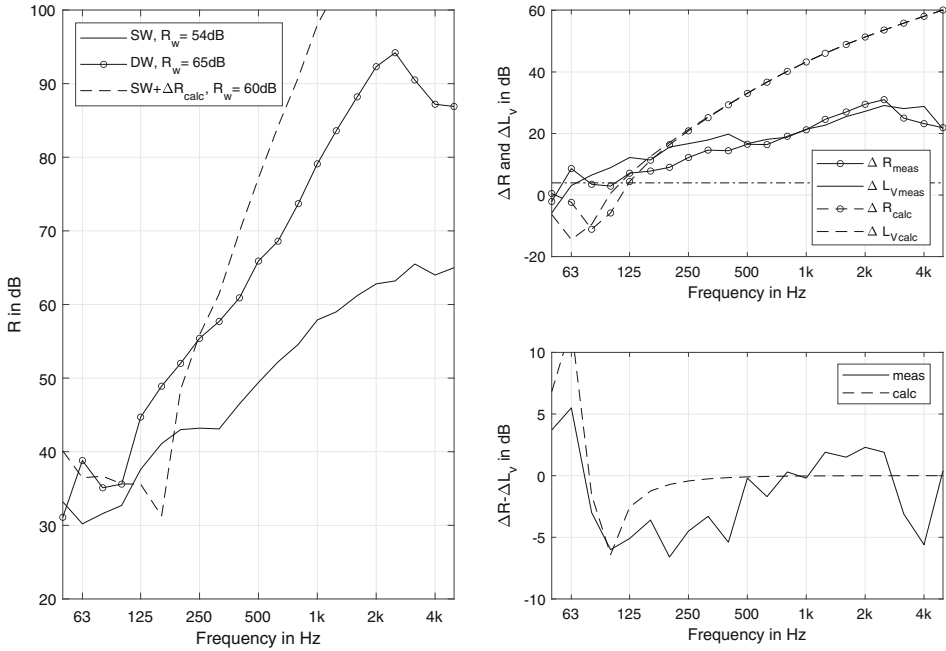 SW, R_w= 54dB
DW, R_w= 65dB
SW+ΔR_calc, R_w= 60dB
R in dB
100
90
80
70
60
50
40
30
20
63 125 250 500 1k 2k 4k
Frequency in Hz
ΔR and ΔL_v in dB
60
40
20
0
-20
Δ R_meas
Δ L_Vmeas
Δ R_calc
Δ L_Vcalc
63 125 250 500 1k 2k 4k
Frequency in Hz
ΔR-ΔL_v in dB
10
5
0
-5
-10
meas
calc
63 125 250 500 1k 2k 4k
Frequency in Hz